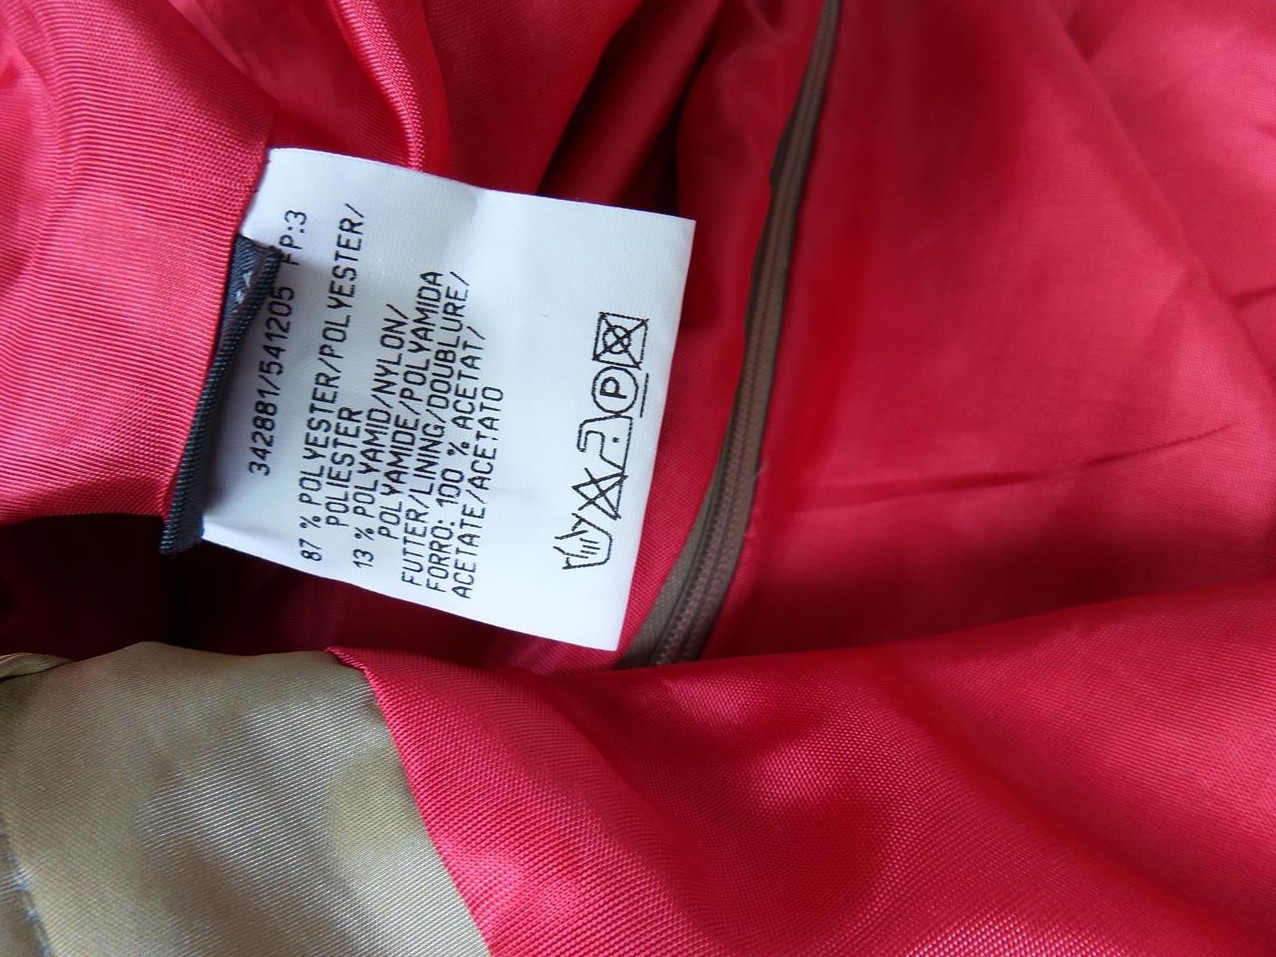 342881/541205 FP:3
87 % POLYESTER/POLYESTER/
POLIESTER
13 % POLYAMID/NYLON/
POLYAMIDE/POLYAMIDA
FUTTER/LINING/DOUBLURE/
FORRO: 100 % ACETAT/
ACETATE/ACETATO
P